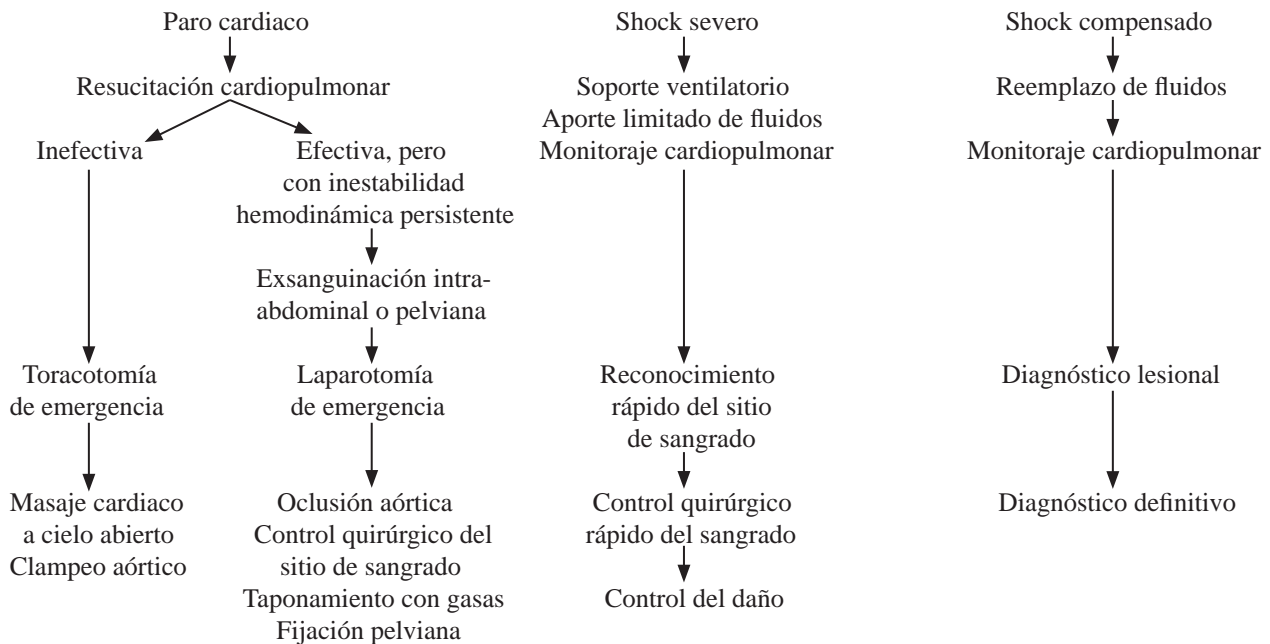 Paro cardiaco
Resucitación cardiopulmonar
Inefectiva
Efectiva, pero
con inestabilidad
hemodinámica persistente
Exsanguinación intra-
abdominal o pelviana
Toracotomía
de emergencia
Laparotomía
de emergencia
Masaje cardiaco
a cielo abierto
Clampeo aórtico
Oclusión aórtica
Control quirúrgico del
sitio de sangrado
Taponamiento con gasas
Fijación pelviana
Shock severo
Soporte ventilatorio
Aporte limitado de fluidos
Monitoraje cardiopulmonar
Reconocimiento
rápido del sitio
de sangrado
Control quirúrgico
rápido del sangrado
Control del daño
Shock compensado
Reemplazo de fluidos
Monitoraje cardiopulmonar
Diagnóstico lesional
Diagnóstico definitivo